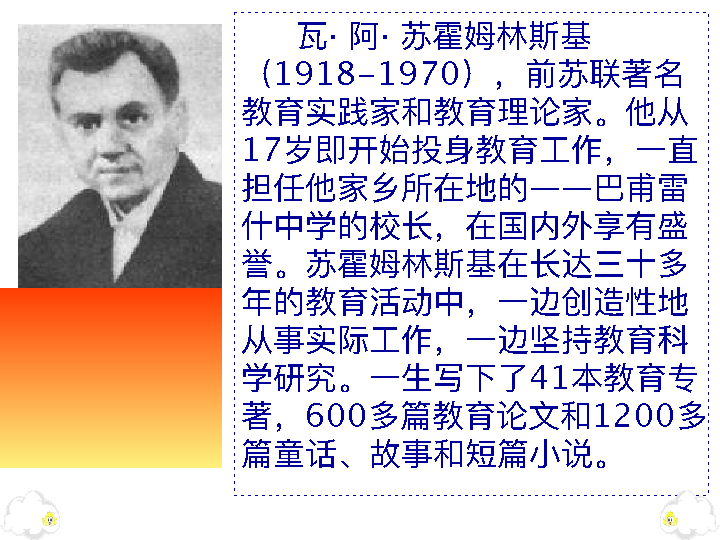 瓦· 阿· 苏霍姆林斯基
（1918-1970），前苏联著名
教育实践家和教育理论家。他从
17岁即开始投身教育工作，一直
担任他家乡所在地的——巴甫雷
什中学的校长，在国内外享有盛
誉。苏霍姆林斯基在长达三十多
年的教育活动中，一边创造性地
从事实际工作，一边坚持教育科
学研究。一生写下了41本教育专
著，600多篇教育论文和1200多
篇童话、故事和短篇小说。